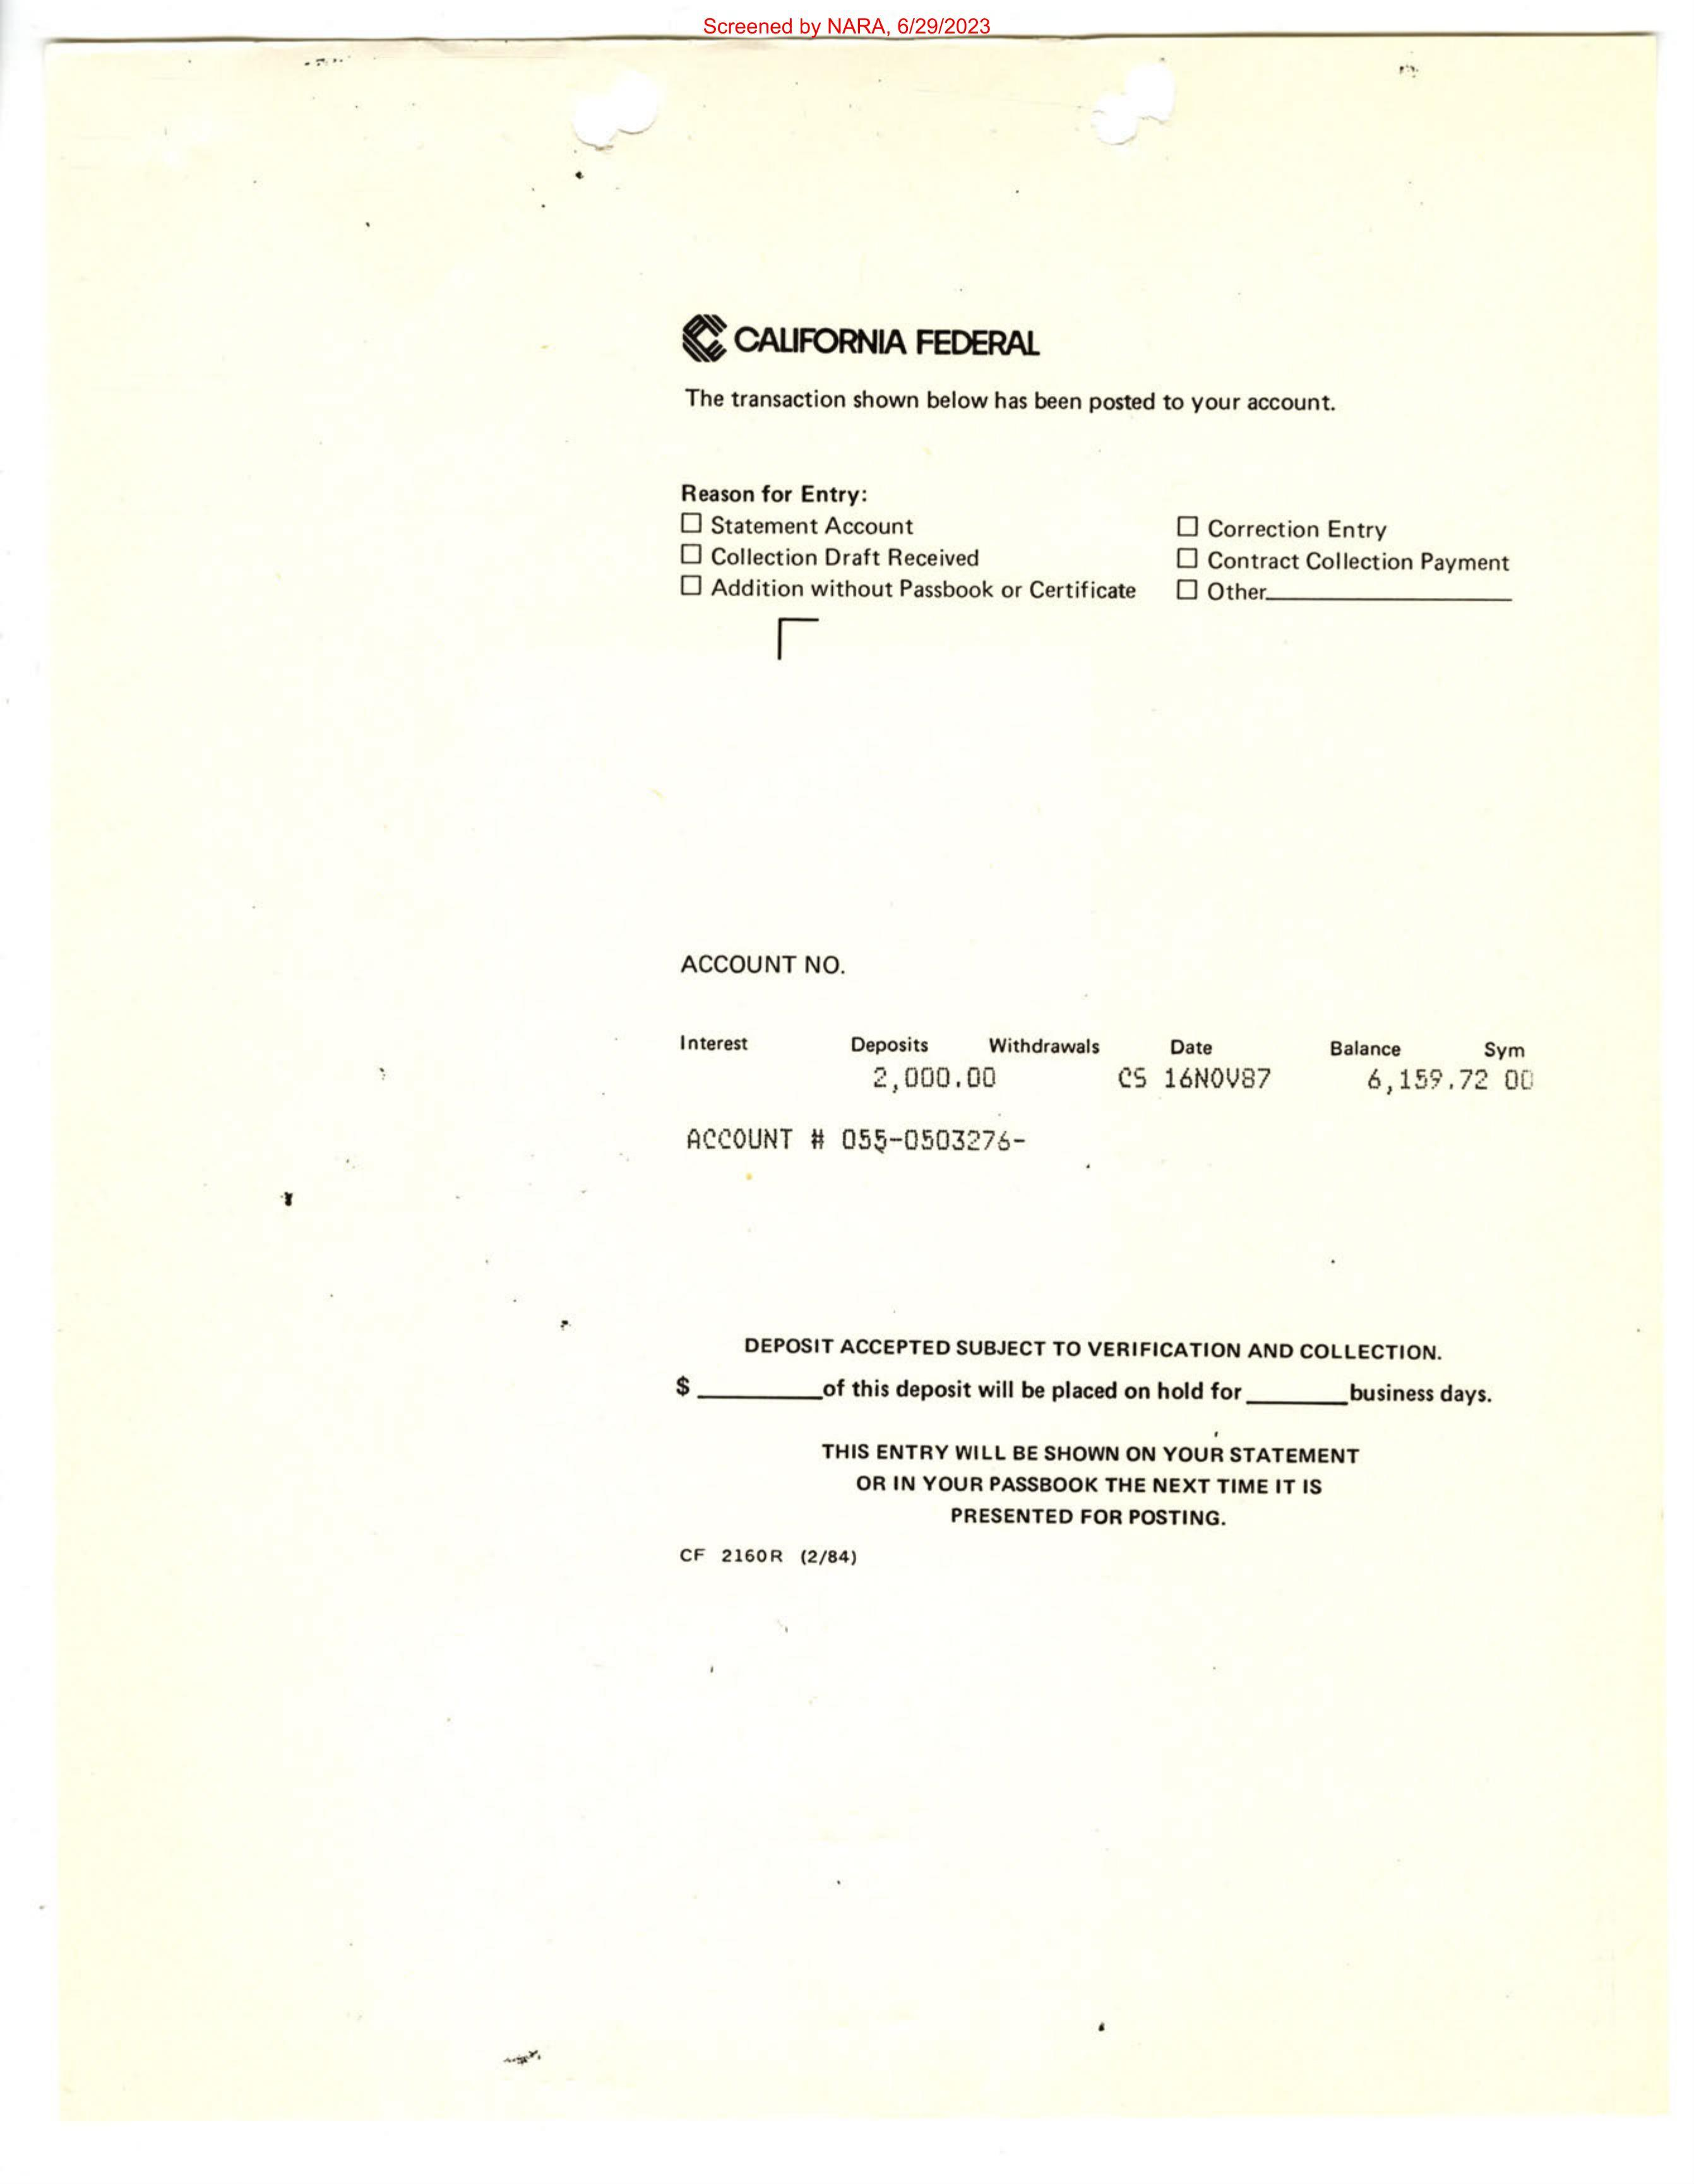 Screened by NARA, 6/29/2023
CALIFORNIA FEDERAL
The transaction shown below has been posted to your account.
Reason for Entry:
☐ Statement Account ☐ Correction Entry
☐ Collection Draft Received ☐ Contract Collection Payment
☐ Addition without Passbook or Certificate ☐ Other
ACCOUNT NO.
Interest Deposits Withdrawals Date Balance Sym
2,000.00 CS 16NOV87 6,159.72 00
ACCOUNT # 055-0503276-
DEPOSIT ACCEPTED SUBJECT TO VERIFICATION AND COLLECTION.
$ ________ of this deposit will be placed on hold for ________ business days.
THIS ENTRY WILL BE SHOWN ON YOUR STATEMENT
OR IN YOUR PASSBOOK THE NEXT TIME IT IS
PRESENTED FOR POSTING.
CF 2160R (2/84)